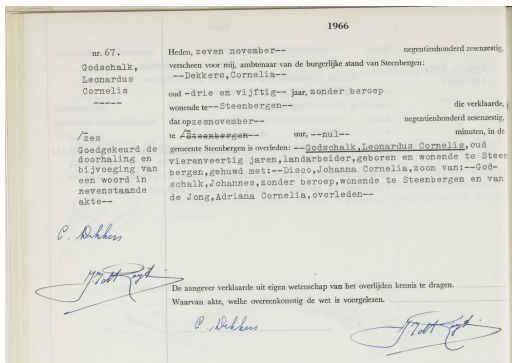 1966
nr. 67.
Godschalk,
Leonardus
Cornelis
-----
/zes
Goedgekeurd de
doorhaling en
bijvoeging van
een woord in
nevenstaande
akte--
C. Dekkers
Heden, zeven november-- negentienhonderd zesenzestig,
verscheen voor mij, ambtenaar van de burgerlijke stand van Steenbergen:
--Dekkers,Cornelia--
oud -drie en vijftig-- jaar, zonder beroep
wonende te--Steenbergen-- die verklaarde,
dat opzesnovember-- negentienhonderd zesenzestig,
te /Steenbergen-- uur, --nul-- minuten, in de
gemeente Steenbergen is overleden: --Godschalk,Leonardus Cornelis,oud
vierenveertig jaren,landarbeider,geboren en wonende te Steen
bergen,gehuwd met:--Disco,Johanna Cornelia,zoon van:--God-
schalk,Johannes,zonder beroep,wonende te Steenbergen en van
de Jong,Adriana Cornelia,overleden--
De aangever verklaarde uit eigen wetenschap van het overlijden kennis te dragen.
Waarvan akte, welke overeenkomstig de wet is voorgelezen.
C Dekkers